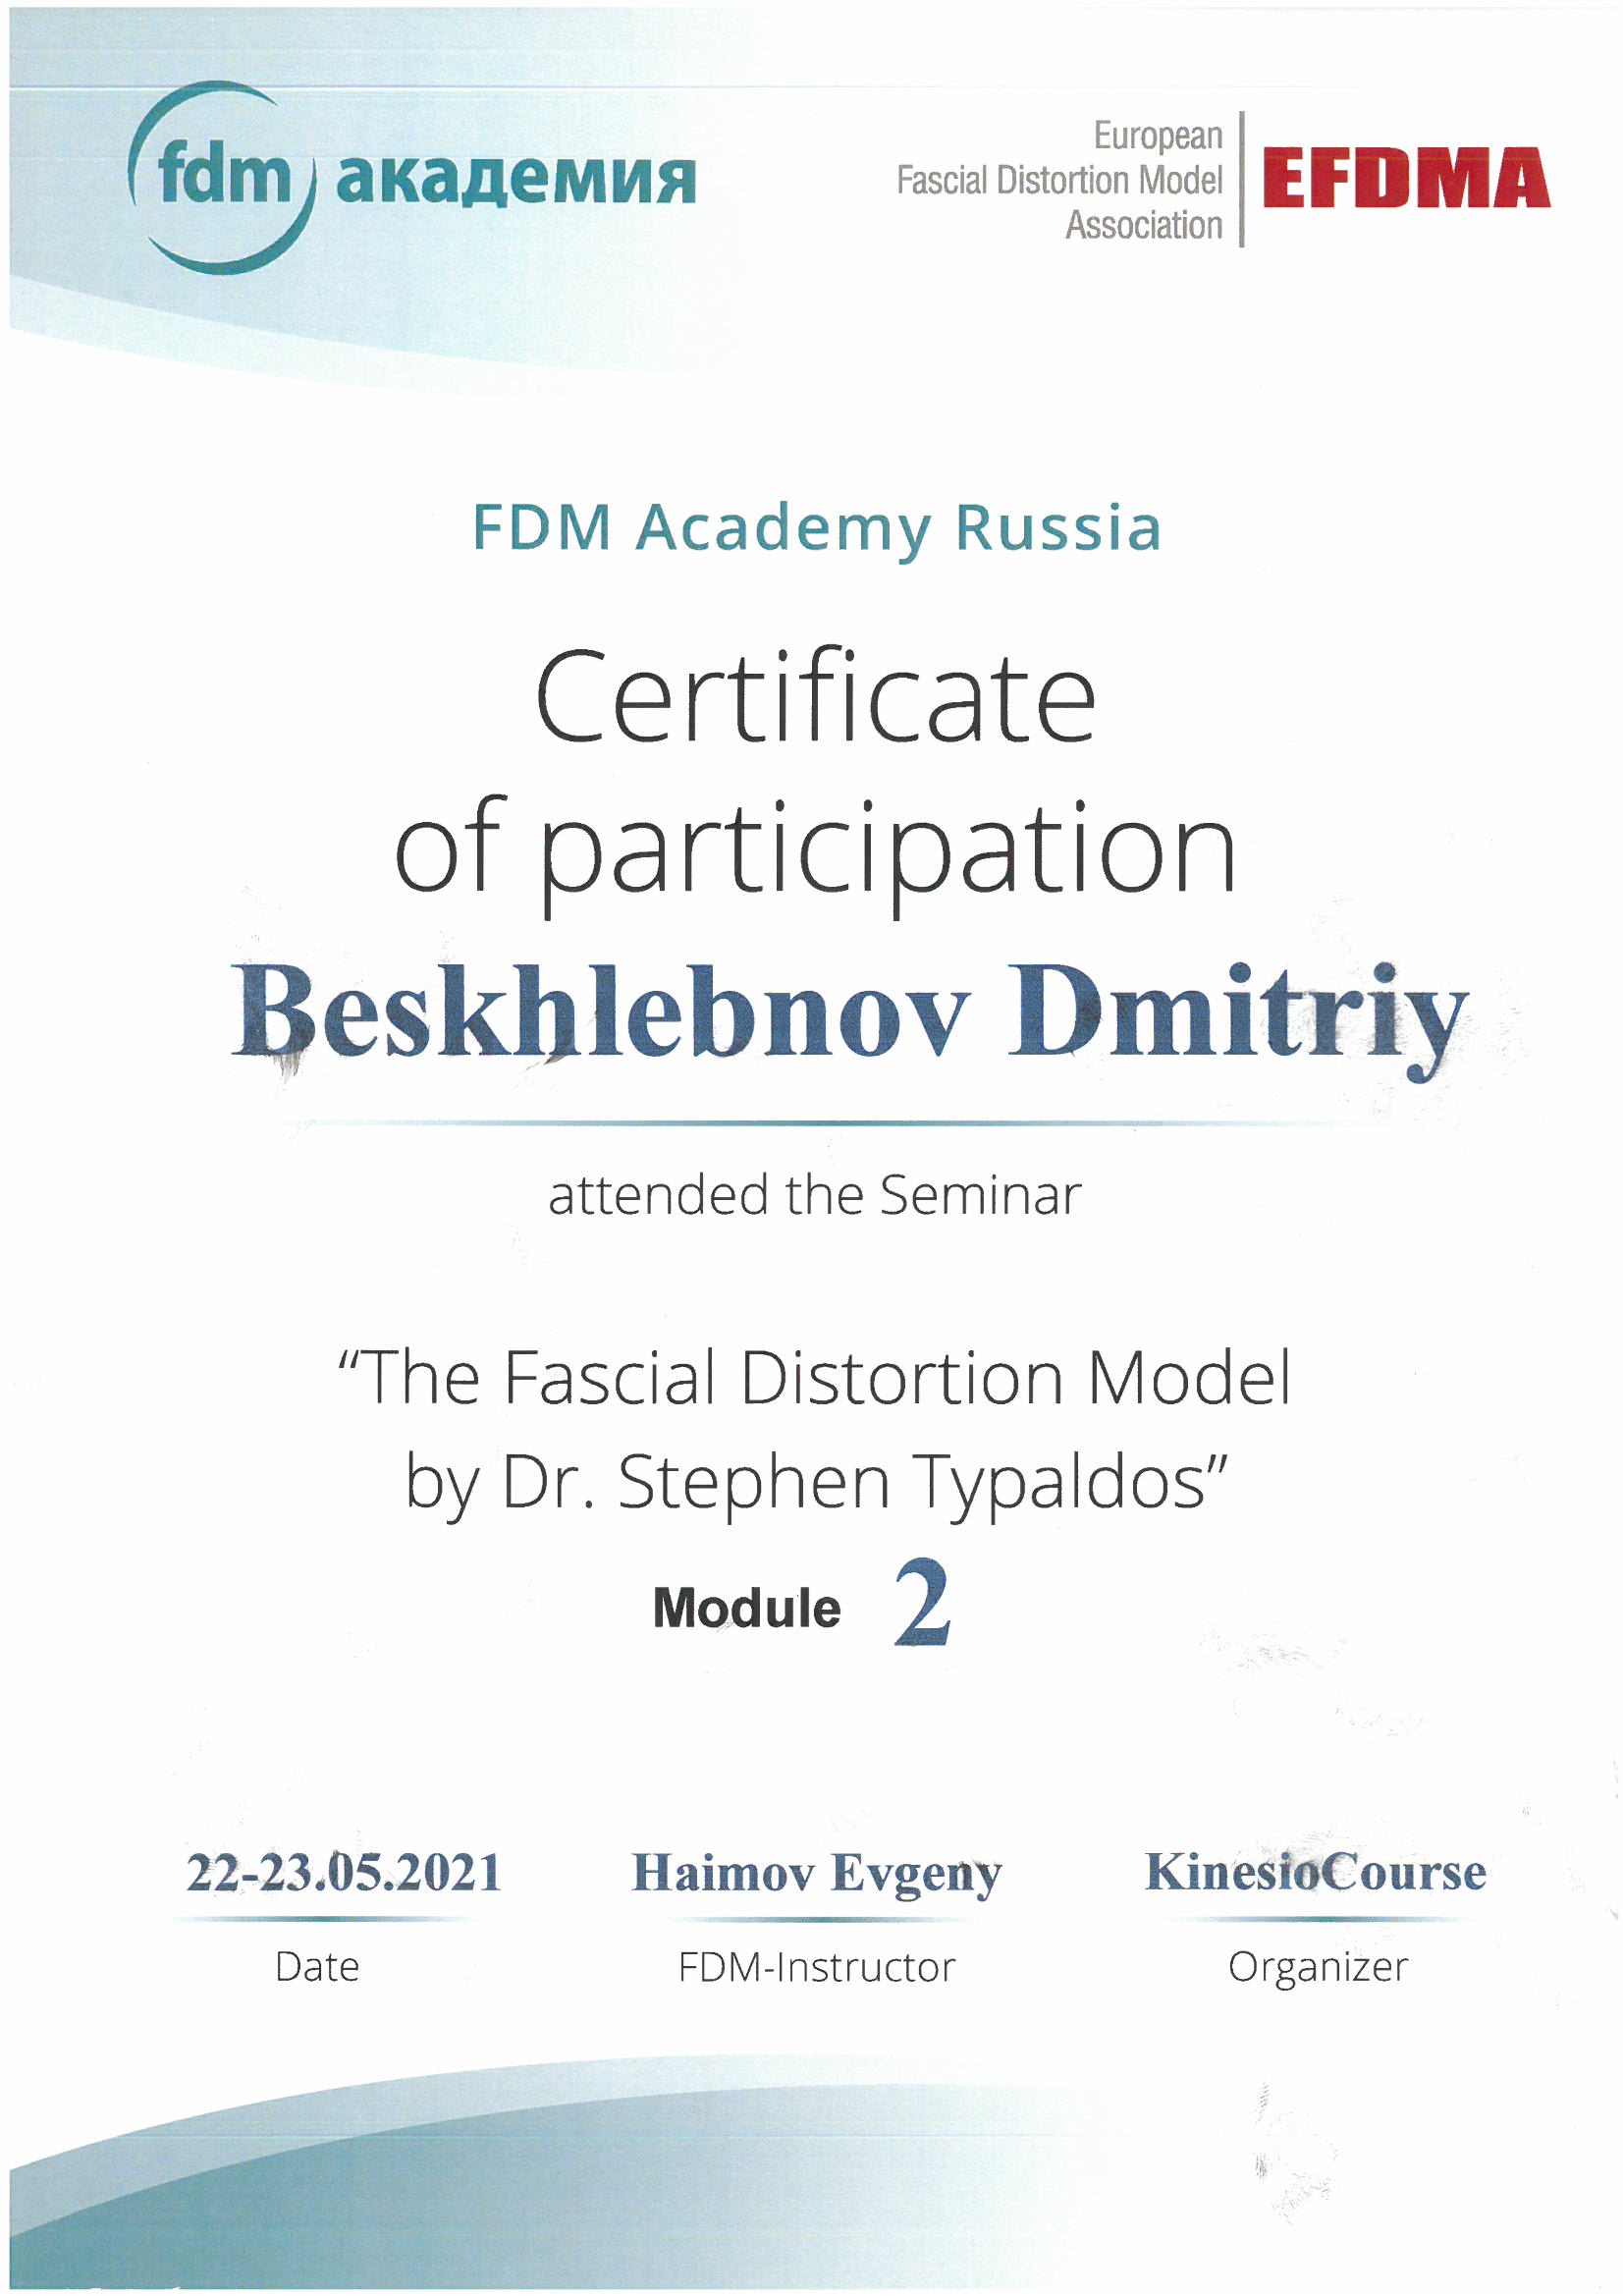 fdm академия
European
Fascial Distortion Model
Association
EFDMA
FDM Academy Russia
Certificate
of participation
Beskhlebnov Dmitriy
attended the Seminar
“The Fascial Distortion Model
by Dr. Stephen Typaldos”
Module 2
22-23.05.2021 Haimov Evgeny KinesioCourse
Date FDM-Instructor Organizer